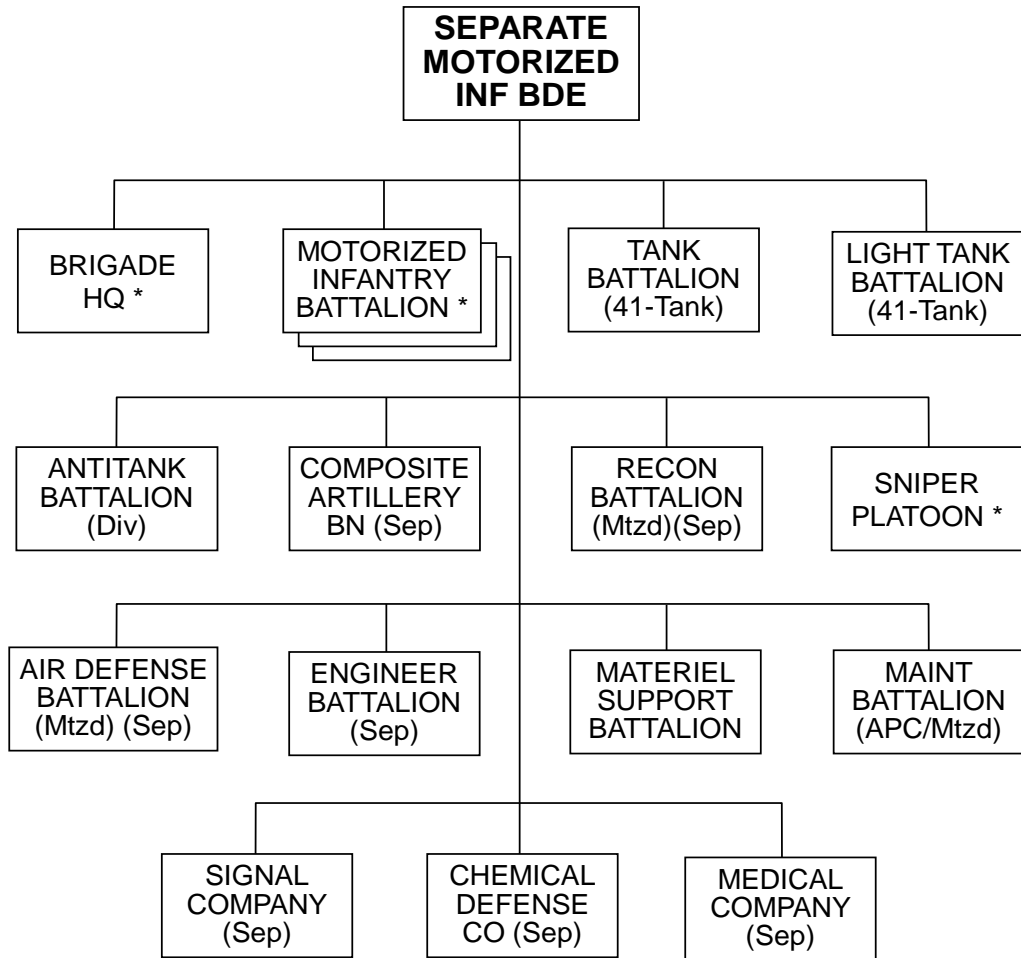 SEPARATE
MOTORIZED
INF BDE
BRIGADE
HQ *
MOTORIZED
INFANTRY
BATTALION *
TANK
BATTALION
(41-Tank)
LIGHT TANK
BATTALION
(41-Tank)
ANTITANK
BATTALION
(Div)
COMPOSITE
ARTILLERY
BN (Sep)
RECON
BATTALION
(Mtzd)(Sep)
SNIPER
PLATOON *
AIR DEFENSE
BATTALION
(Mtzd) (Sep)
ENGINEER
BATTALION
(Sep)
MATERIEL
SUPPORT
BATTALION
MAINT
BATTALION
(APC/Mtzd)
SIGNAL
COMPANY
(Sep)
CHEMICAL
DEFENSE
CO (Sep)
MEDICAL
COMPANY
(Sep)